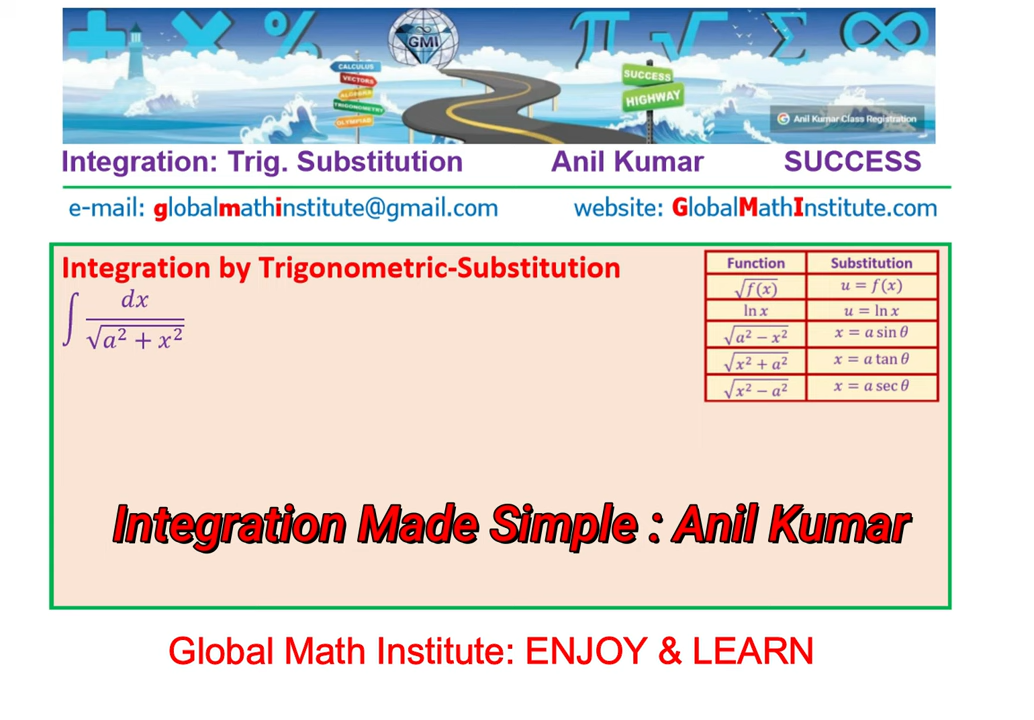 GMI
CALCULUS
VECTORS
ALGEBRA
TRIGONOMETRY
OLYMPIAD
SUCCESS
HIGHWAY
G Anil Kumar Class Registration
Integration: Trig. Substitution Anil Kumar SUCCESS
e-mail: globalmathinstitute@gmail.com website: GlobalMathInstitute.com
Integration by Trigonometric-Substitution
∫ dx / √(a² + x²)
Function Substitution
√f(x) u = f(x)
ln x u = ln x
√(a² − x²) x = a sin θ
√(x² + a²) x = a tan θ
√(x² − a²) x = a sec θ
Integration Made Simple : Anil Kumar
Global Math Institute: ENJOY & LEARN